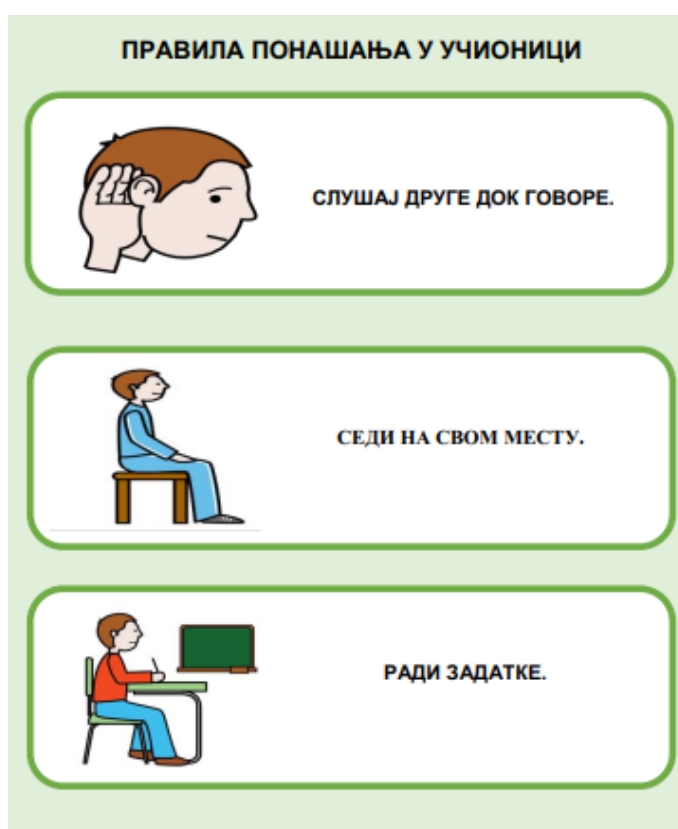 ПРАВИЛА ПОНАШАЊА У УЧИОНИЦИ
СЛУШАЈ ДРУГЕ ДОК ГОВОРЕ.
СЕДИ НА СВОМ МЕСТУ.
РАДИ ЗАДАТКЕ.